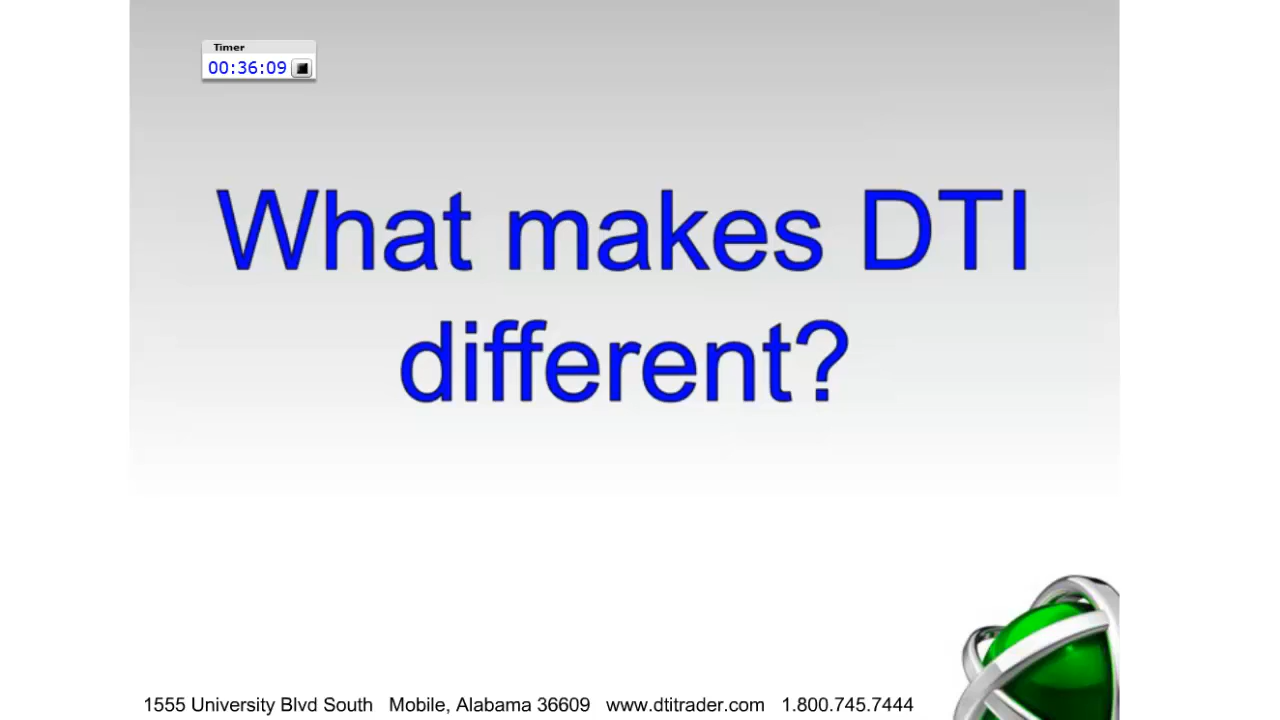 Timer
00:36:09
What makes DTI
different?
1555 University Blvd South Mobile, Alabama 36609 www.dtitrader.com 1.800.745.7444